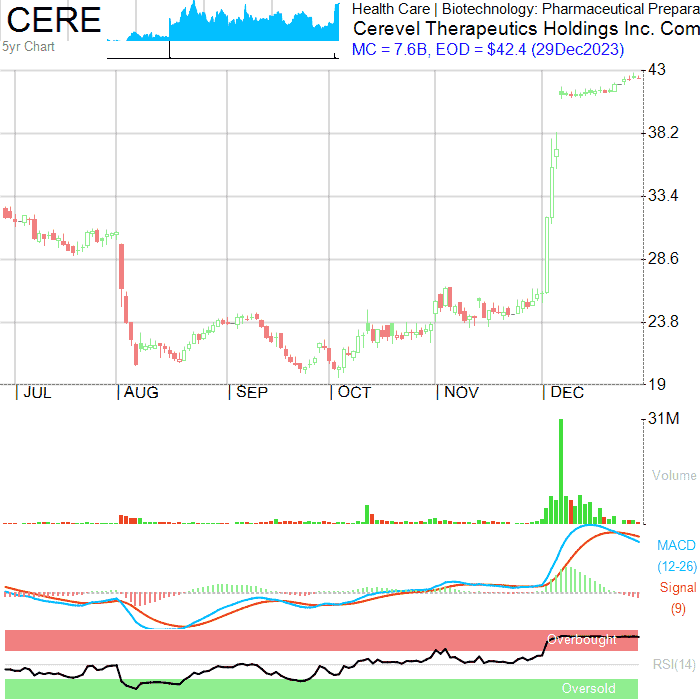 CERE
5yr Chart
Health Care | Biotechnology: Pharmaceutical Prepara
Cerevel Therapeutics Holdings Inc. Com
MC = 7.6B, EOD = $42.4 (29Dec2023)
43
38.2
33.4
28.6
23.8
19
JUL
AUG
SEP
OCT
NOV
DEC
31M
Volume
MACD
(12-26)
Signal
(9)
Overbought
RSI(14)
Oversold